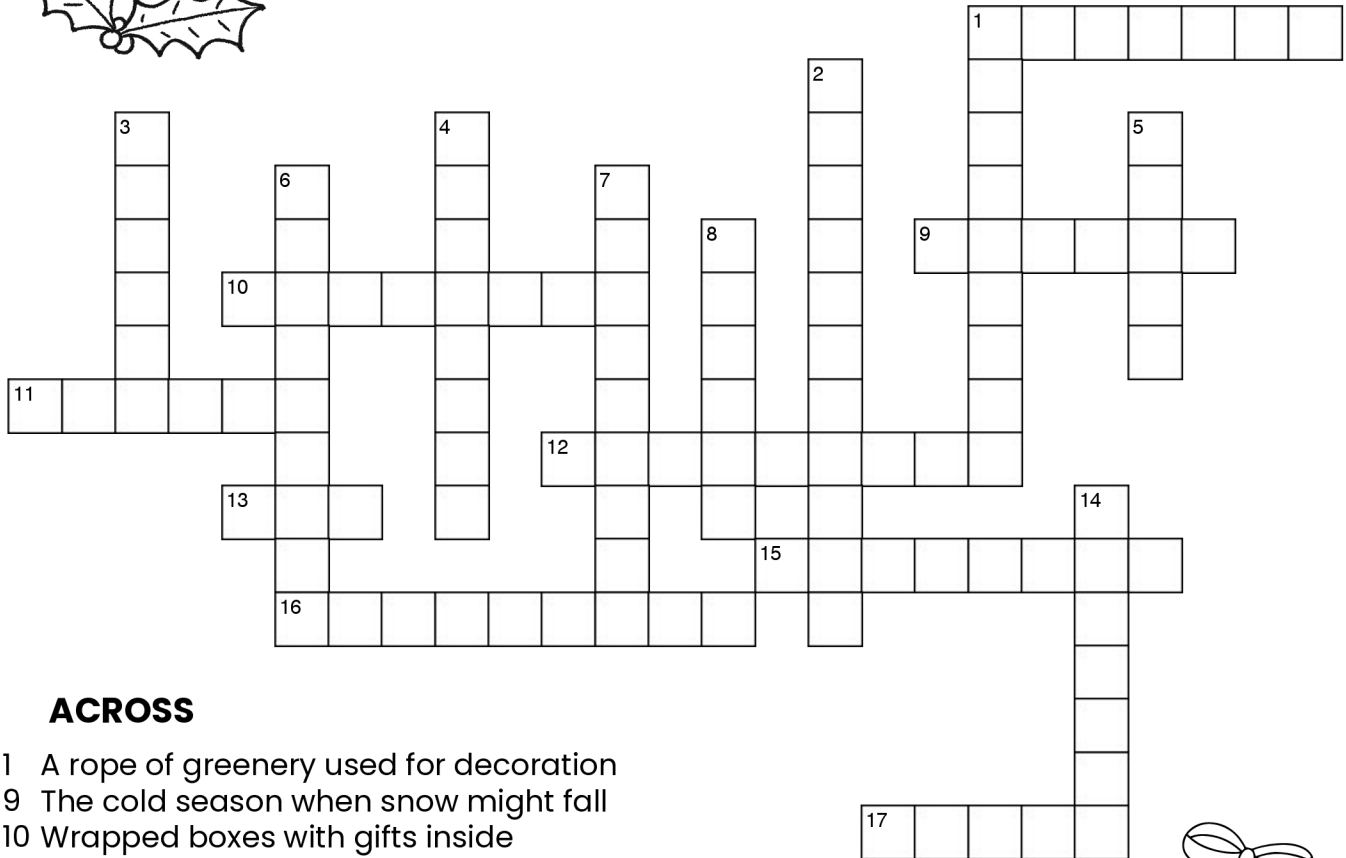 1
2
3 4 5
6 7
8 9
10
11
12
13 14
15
16
17
ACROSS
1 A rope of greenery used for decoration
9 The cold season when snow might fall
10 Wrapped boxes with gifts inside